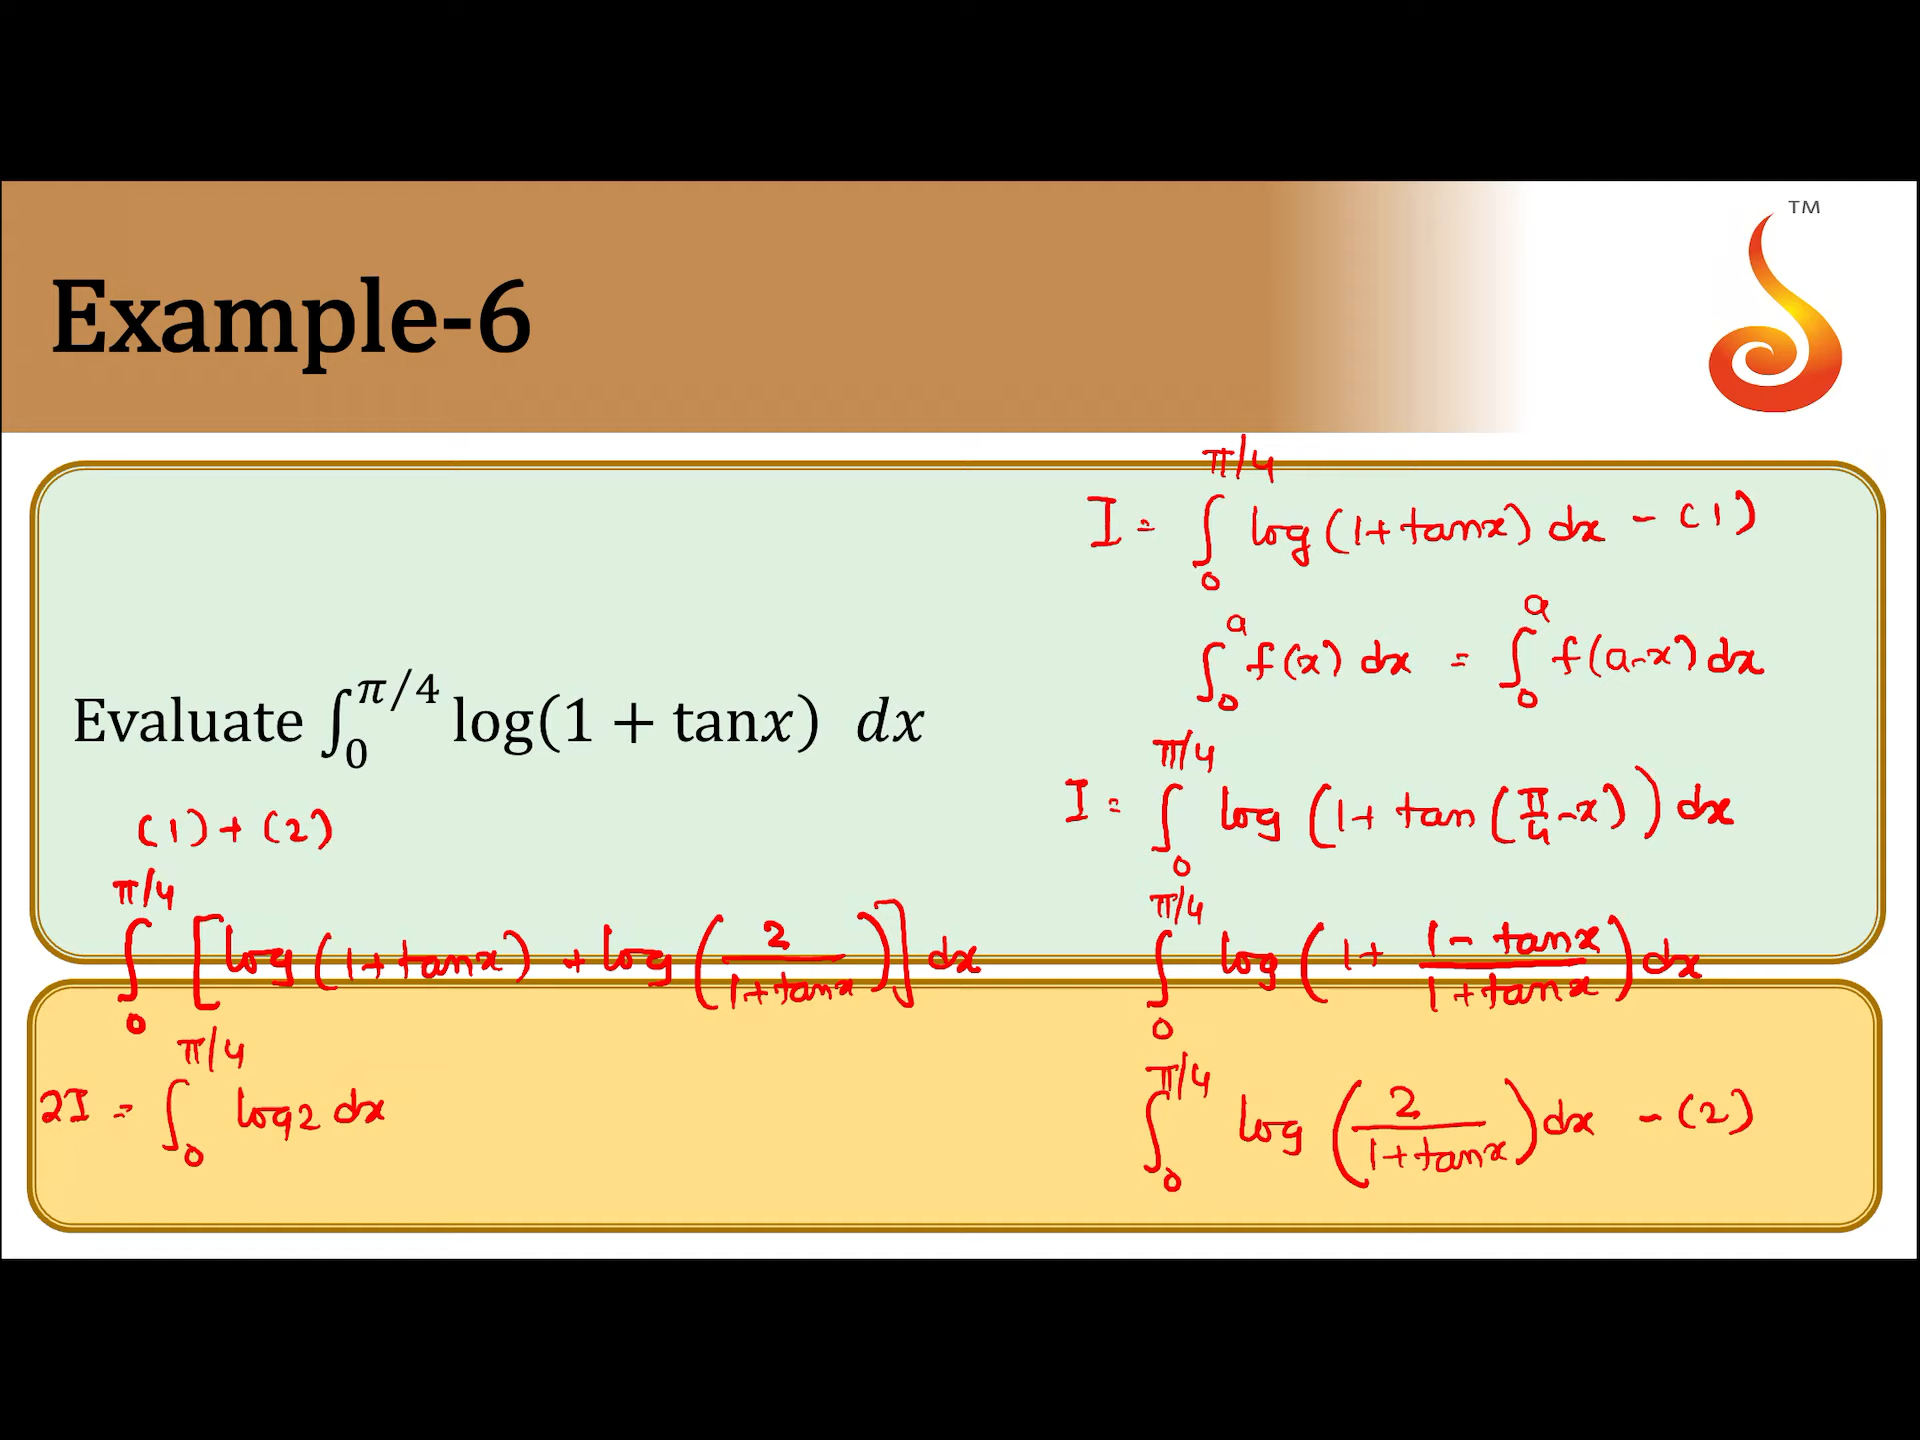 TM
Example-6
Evaluate ∫₀^{π/4} log(1 + tanx) dx
I = ∫₀^{π/4} log(1+tanx) dx - (1)
∫₀^a f(x) dx = ∫₀^a f(a-x) dx
I = ∫₀^{π/4} log(1+ tan(π/4 - x)) dx
∫₀^{π/4} log(1+ (1- tanx)/(1+tanx)) dx
∫₀^{π/4} log(2/(1+tanx)) dx - (2)
(1)+(2)
∫₀^{π/4} [log(1+tanx) + log(2/(1+tanx))] dx
2I = ∫₀^{π/4} log2 dx